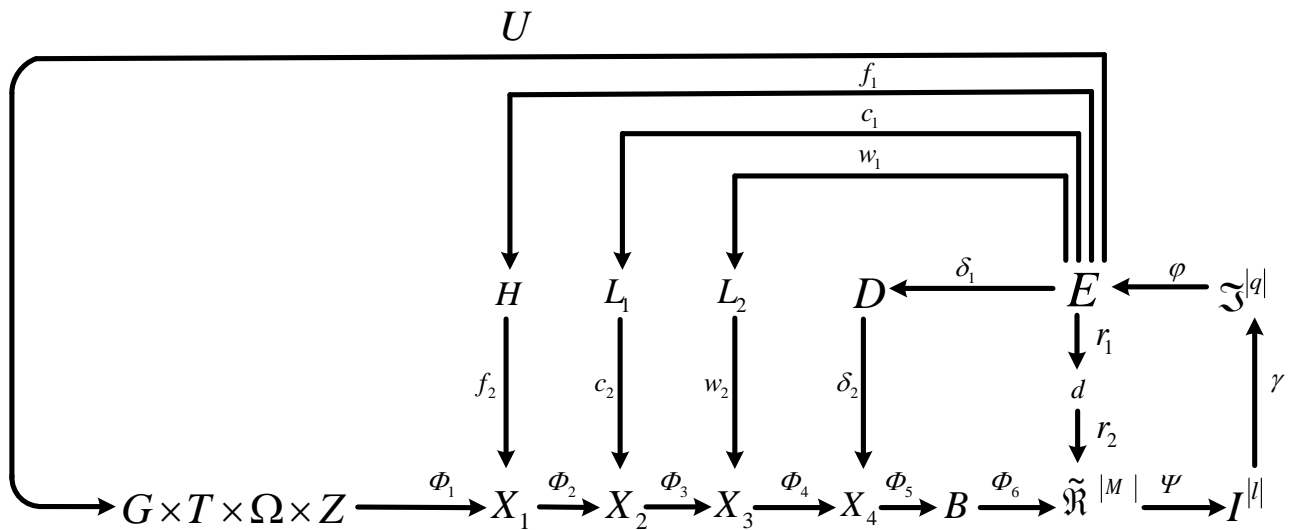 U
f₁
c₁
w₁
H L₁ L₂ D δ₁ E φ ℑ|q|
r₁
f₂ c₂ w₂ δ₂ d γ
r₂
G×T×Ω×Z Φ₁ X₁ Φ₂ X₂ Φ₃ X₃ Φ₄ X₄ Φ₅ B Φ₆ ℜ̃ |M| Ψ I|l|